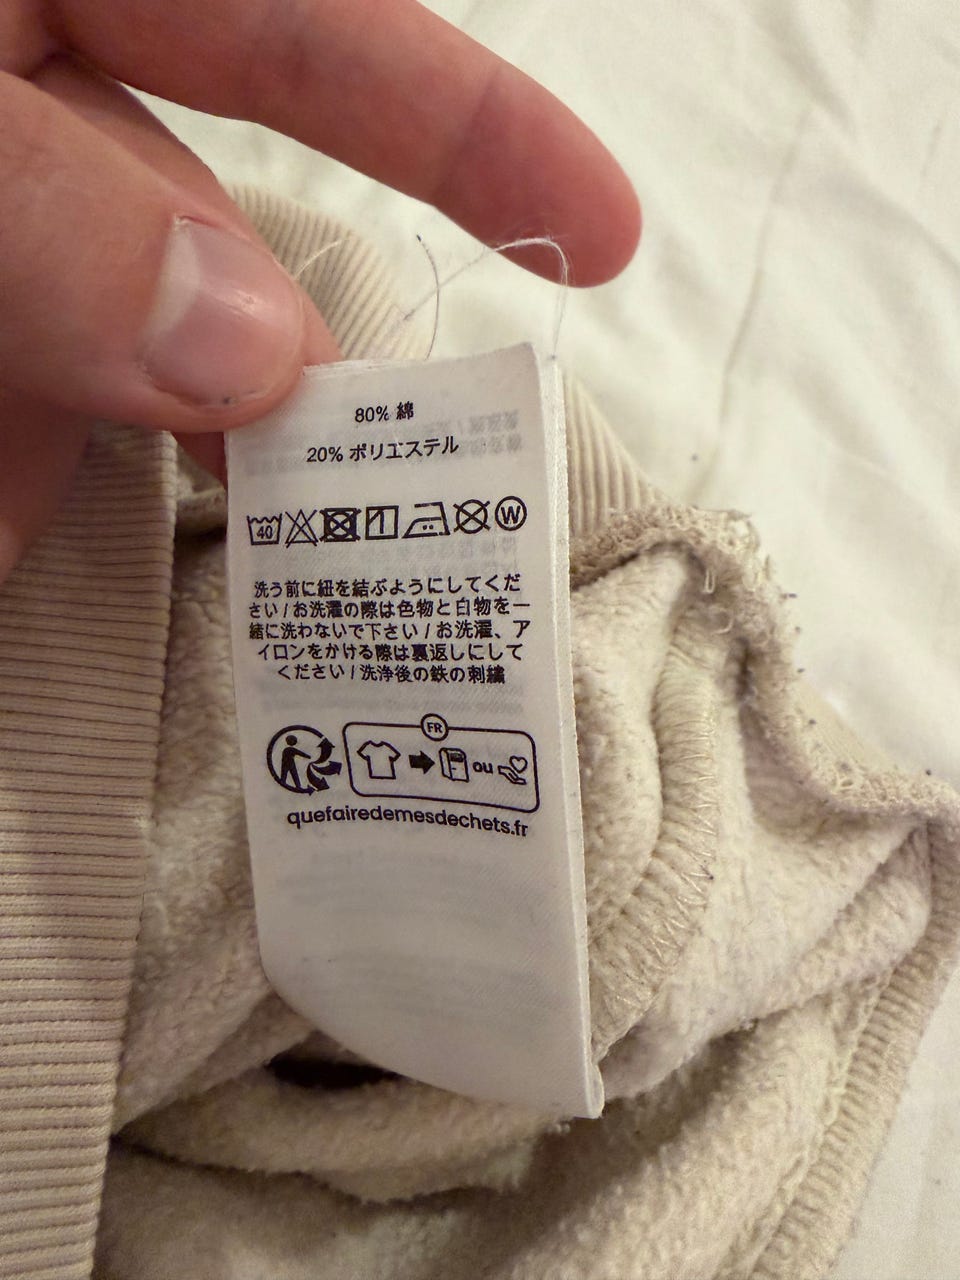 80% 綿
20% ポリエステル
40 W
洗う前に紐を結ぶようにしてくだ
さい / お洗濯の際は色物と白物を一
緒に洗わないで下さい / お洗濯、ア
イロンをかける際は裏返しにして
ください / 洗浄後の鉄の刺繍
FR
ou
quefairedemesdechets.fr